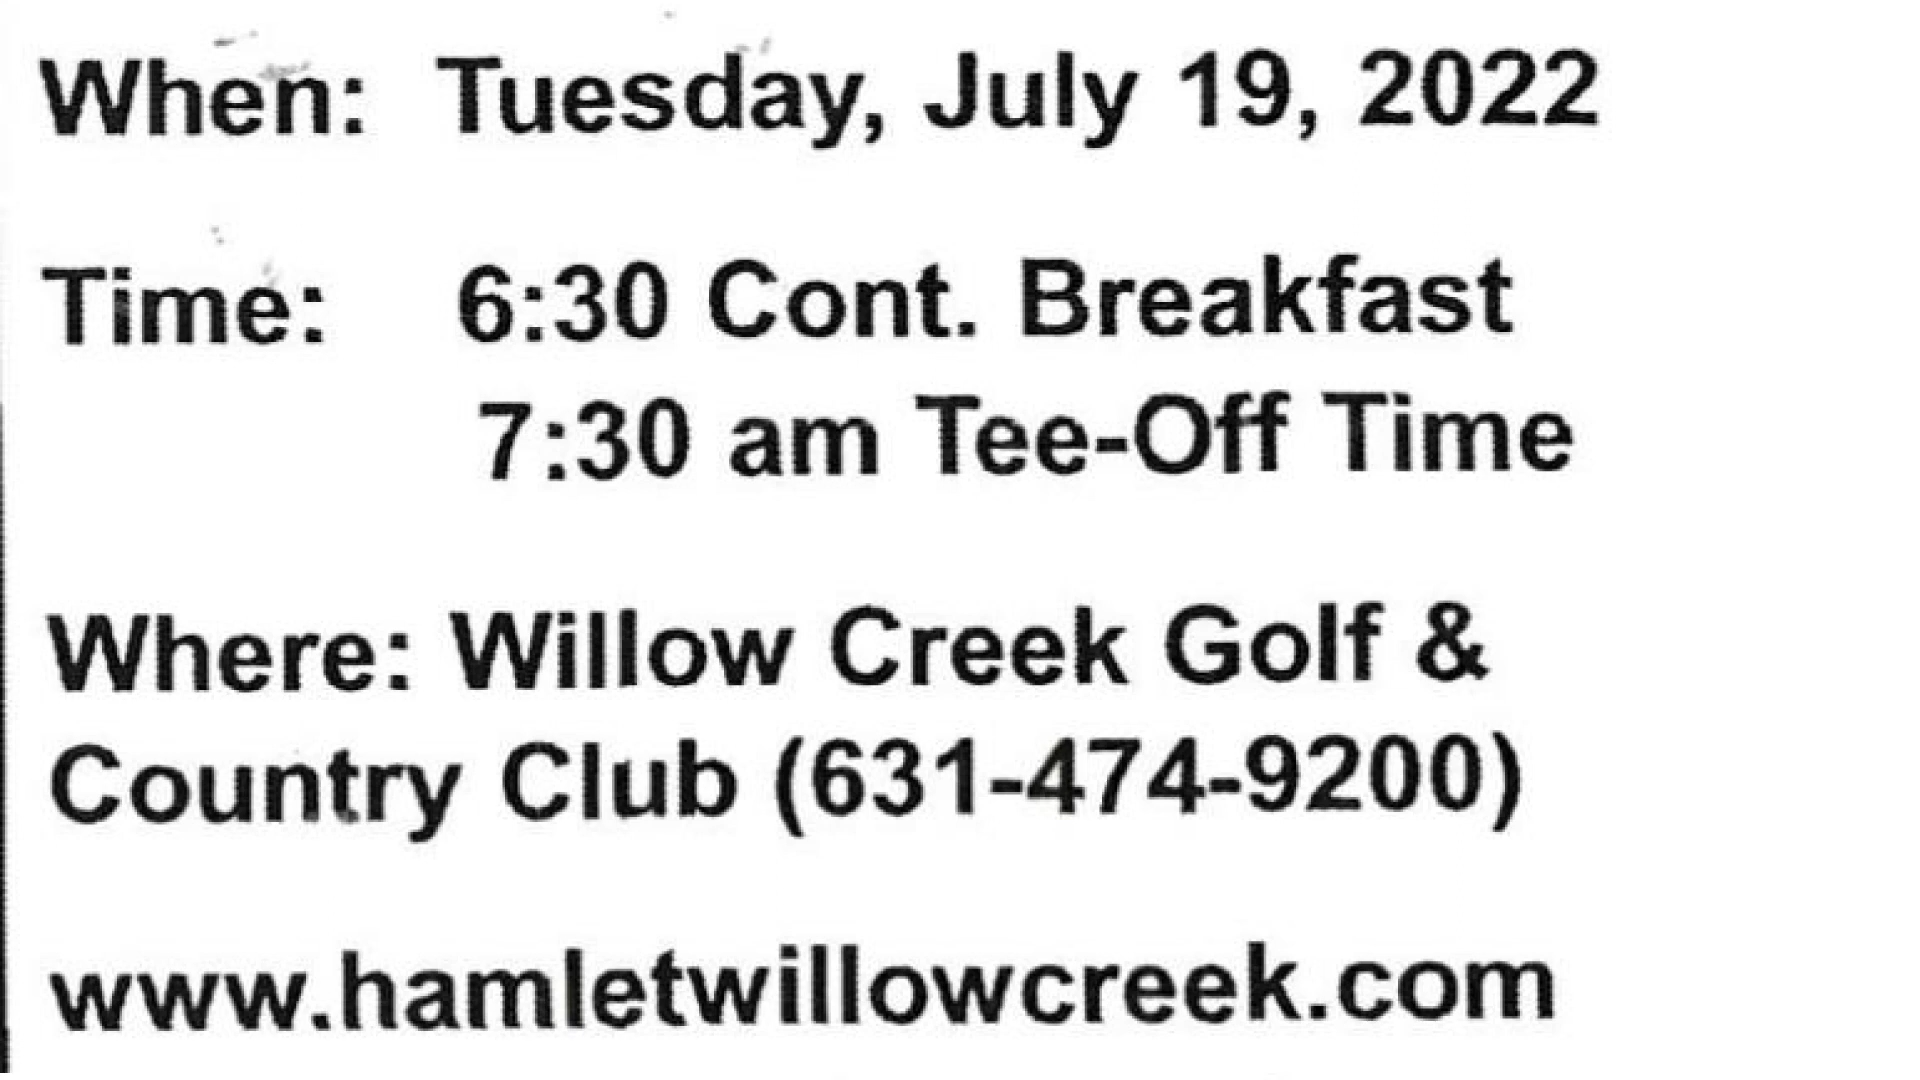 When: Tuesday, July 19, 2022
Time: 6:30 Cont. Breakfast
7:30 am Tee-Off Time
Where: Willow Creek Golf &
Country Club (631-474-9200)
www.hamletwillowcreek.com